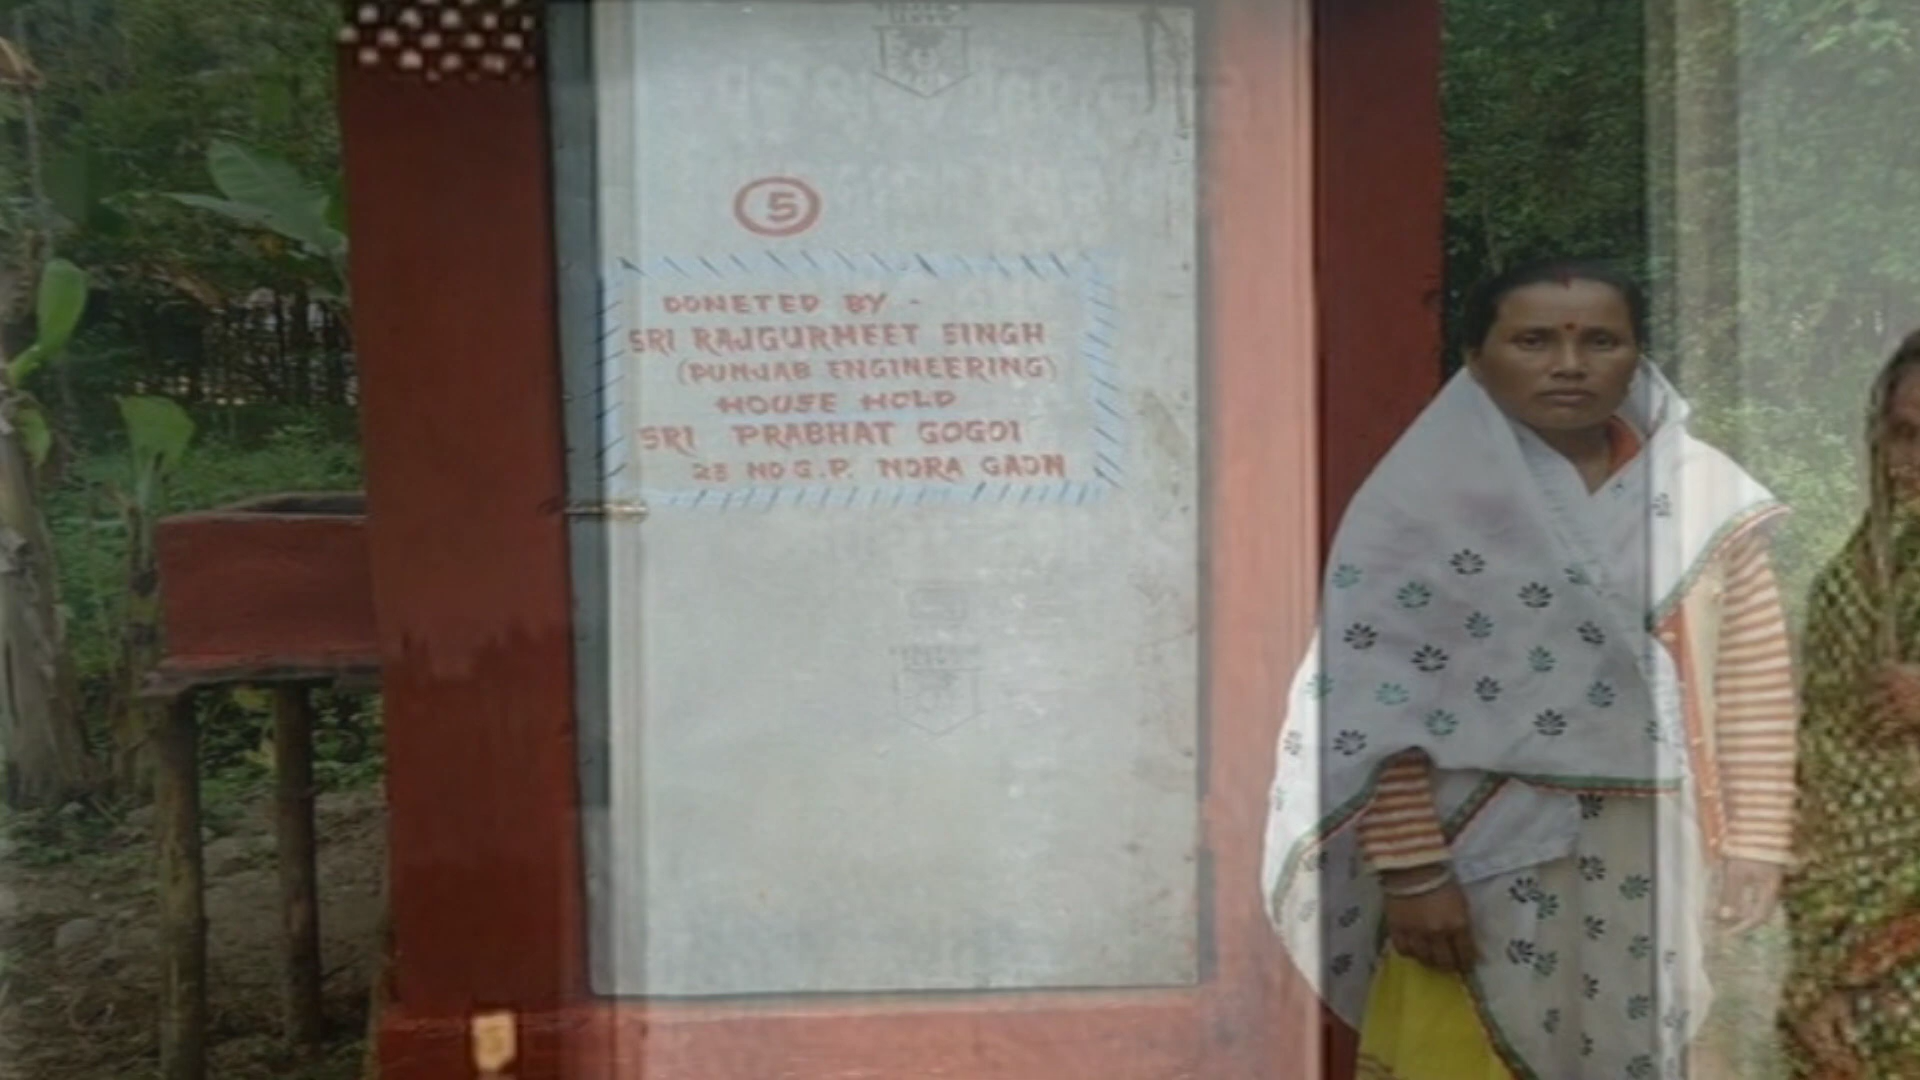 5
DONETED BY -
SRI RAJGURMEET SINGH
(PUNJAB ENGINEERING)
HOUSE HOLD
SRI PRABHAT GOGOI
28 NO G.P. NORA GAON